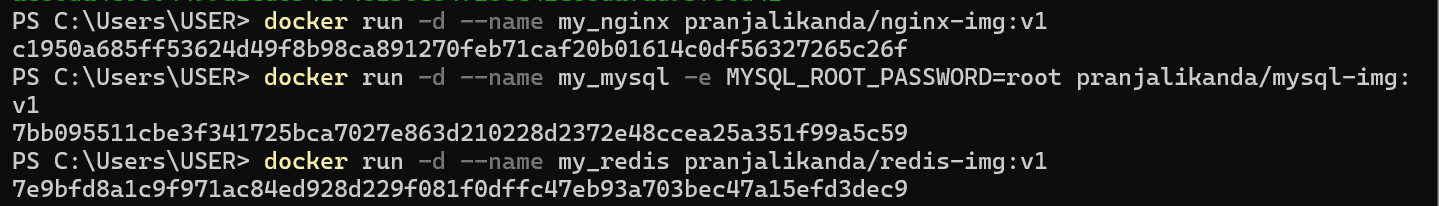 PS C:\Users\USER> docker run -d --name my_nginx pranjalikanda/nginx-img:v1
c1950a685ff53624d49f8b98ca891270feb71caf20b01614c0df56327265c26f
PS C:\Users\USER> docker run -d --name my_mysql -e MYSQL_ROOT_PASSWORD=root pranjalikanda/mysql-img:
v1
7bb095511cbe3f341725bca7027e863d210228d2372e48ccea25a351f99a5c59
PS C:\Users\USER> docker run -d --name my_redis pranjalikanda/redis-img:v1
7e9bfd8a1c9f971ac84ed928d229f081f0dffc47eb93a703bec47a15efd3dec9